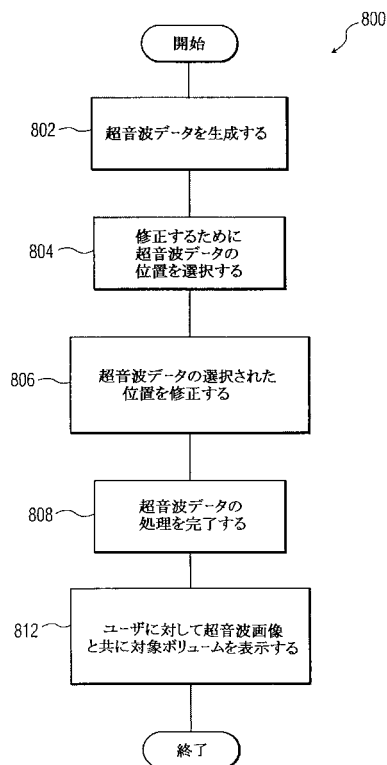 800
開始
802
超音波データを生成する
804
修正するために
超音波データの
位置を選択する
806
超音波データの選択された
位置を修正する
808
超音波データの
処理を完了する
812
ユーザに対して超音波画像
と共に対象ボリュームを表示する
終了